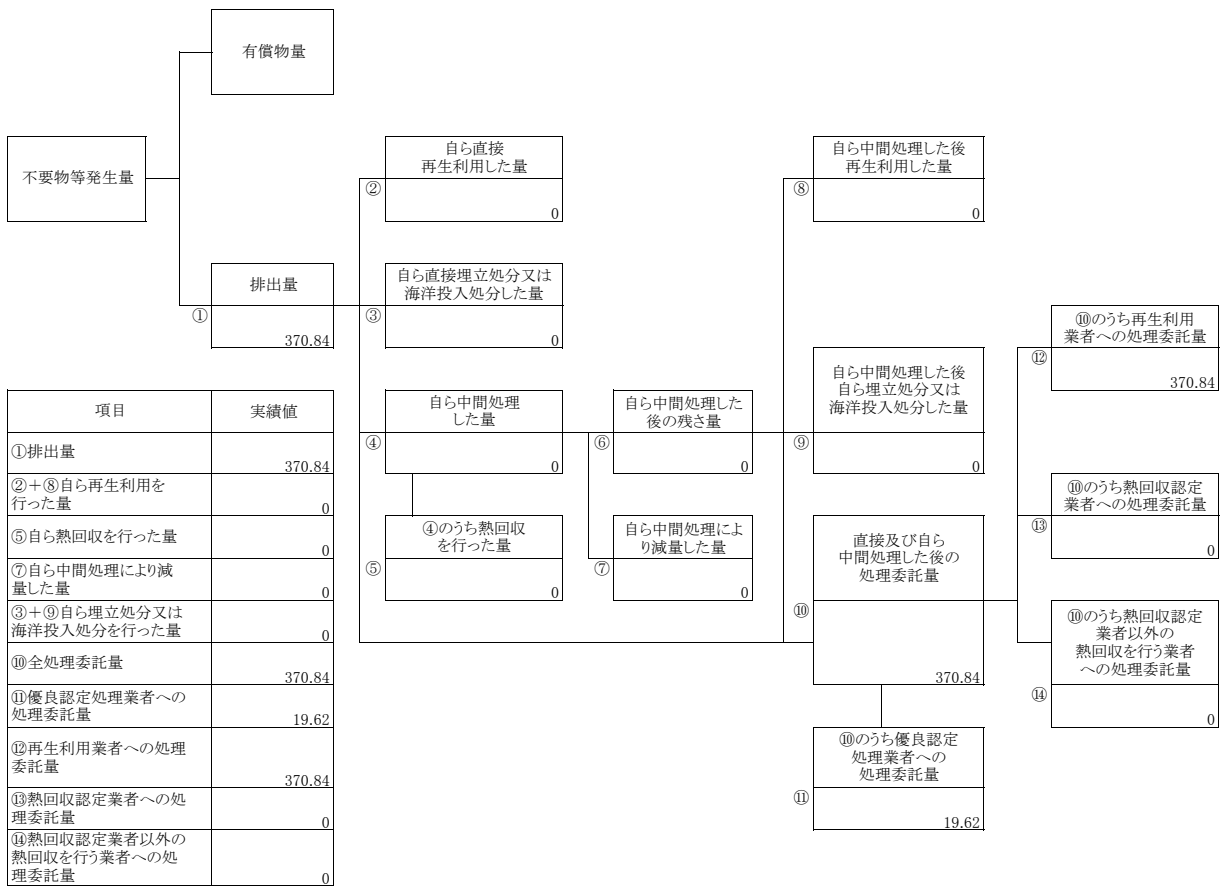 有償物量
不要物等発生量
排出量
①
370.84
自ら直接
再生利用した量
②
0
自ら直接埋立処分又は
海洋投入処分した量
③
0
自ら中間処理
した量
④
0
④のうち熱回収
を行った量
⑤
0
自ら中間処理した
後の残さ量
⑥
0
自ら中間処理によ
り減量した量
⑦
0
自ら中間処理した後
再生利用した量
⑧
0
自ら中間処理した後
自ら埋立処分又は
海洋投入処分した量
⑨
0
直接及び自ら
中間処理した後の
処理委託量
⑩
370.84
⑩のうち優良認定
処理業者への
処理委託量
⑪
19.62
⑩のうち再生利用
業者への処理委託量
⑫
370.84
⑩のうち熱回収認定
業者への処理委託量
⑬
0
⑩のうち熱回収認定
業者以外の
熱回収を行う業者
への処理委託量
⑭
0
項目 実績値
①排出量
370.84
②+⑧自ら再生利用を
行った量
0
⑤自ら熱回収を行った量
0
⑦自ら中間処理により減
量した量
0
③+⑨自ら埋立処分又は
海洋投入処分を行った量
0
⑩全処理委託量
370.84
⑪優良認定処理業者への
処理委託量
19.62
⑫再生利用業者への処理
委託量
370.84
⑬熱回収認定業者への処
理委託量
0
⑭熱回収認定業者以外の
熱回収を行う業者への処
理委託量
0